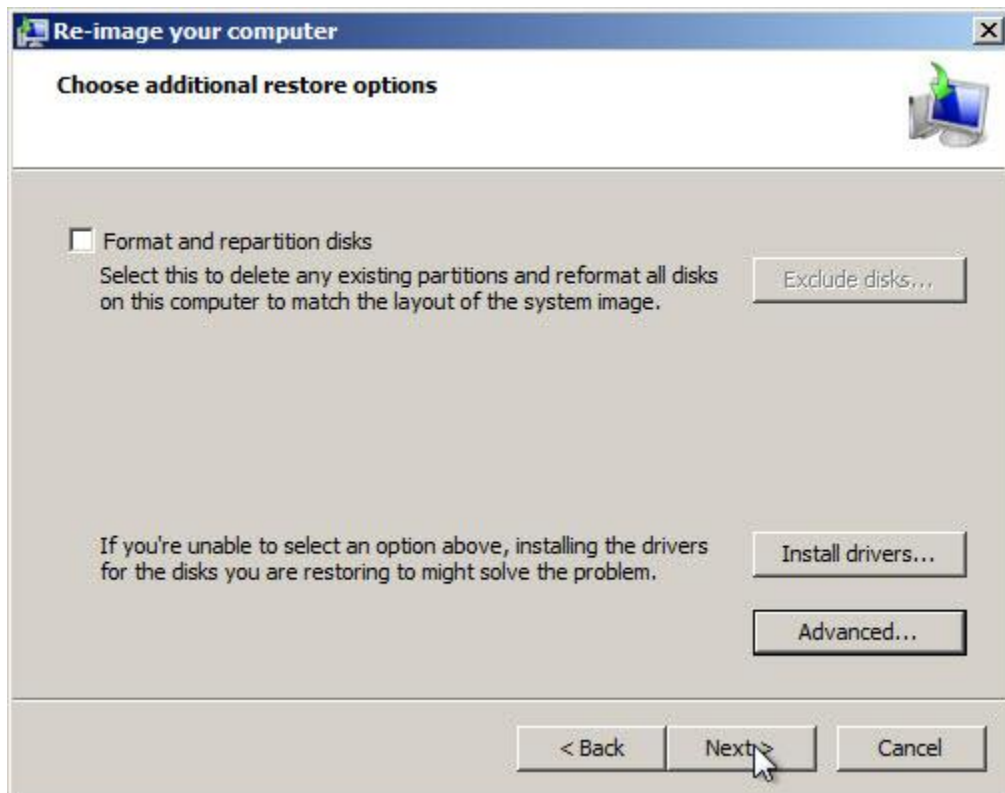 Re-image your computer
Choose additional restore options
Format and repartition disks
Select this to delete any existing partitions and reformat all disks
on this computer to match the layout of the system image.
Exclude disks...
If you're unable to select an option above, installing the drivers
for the disks you are restoring to might solve the problem.
Install drivers...
Advanced...
< Back
Next >
Cancel